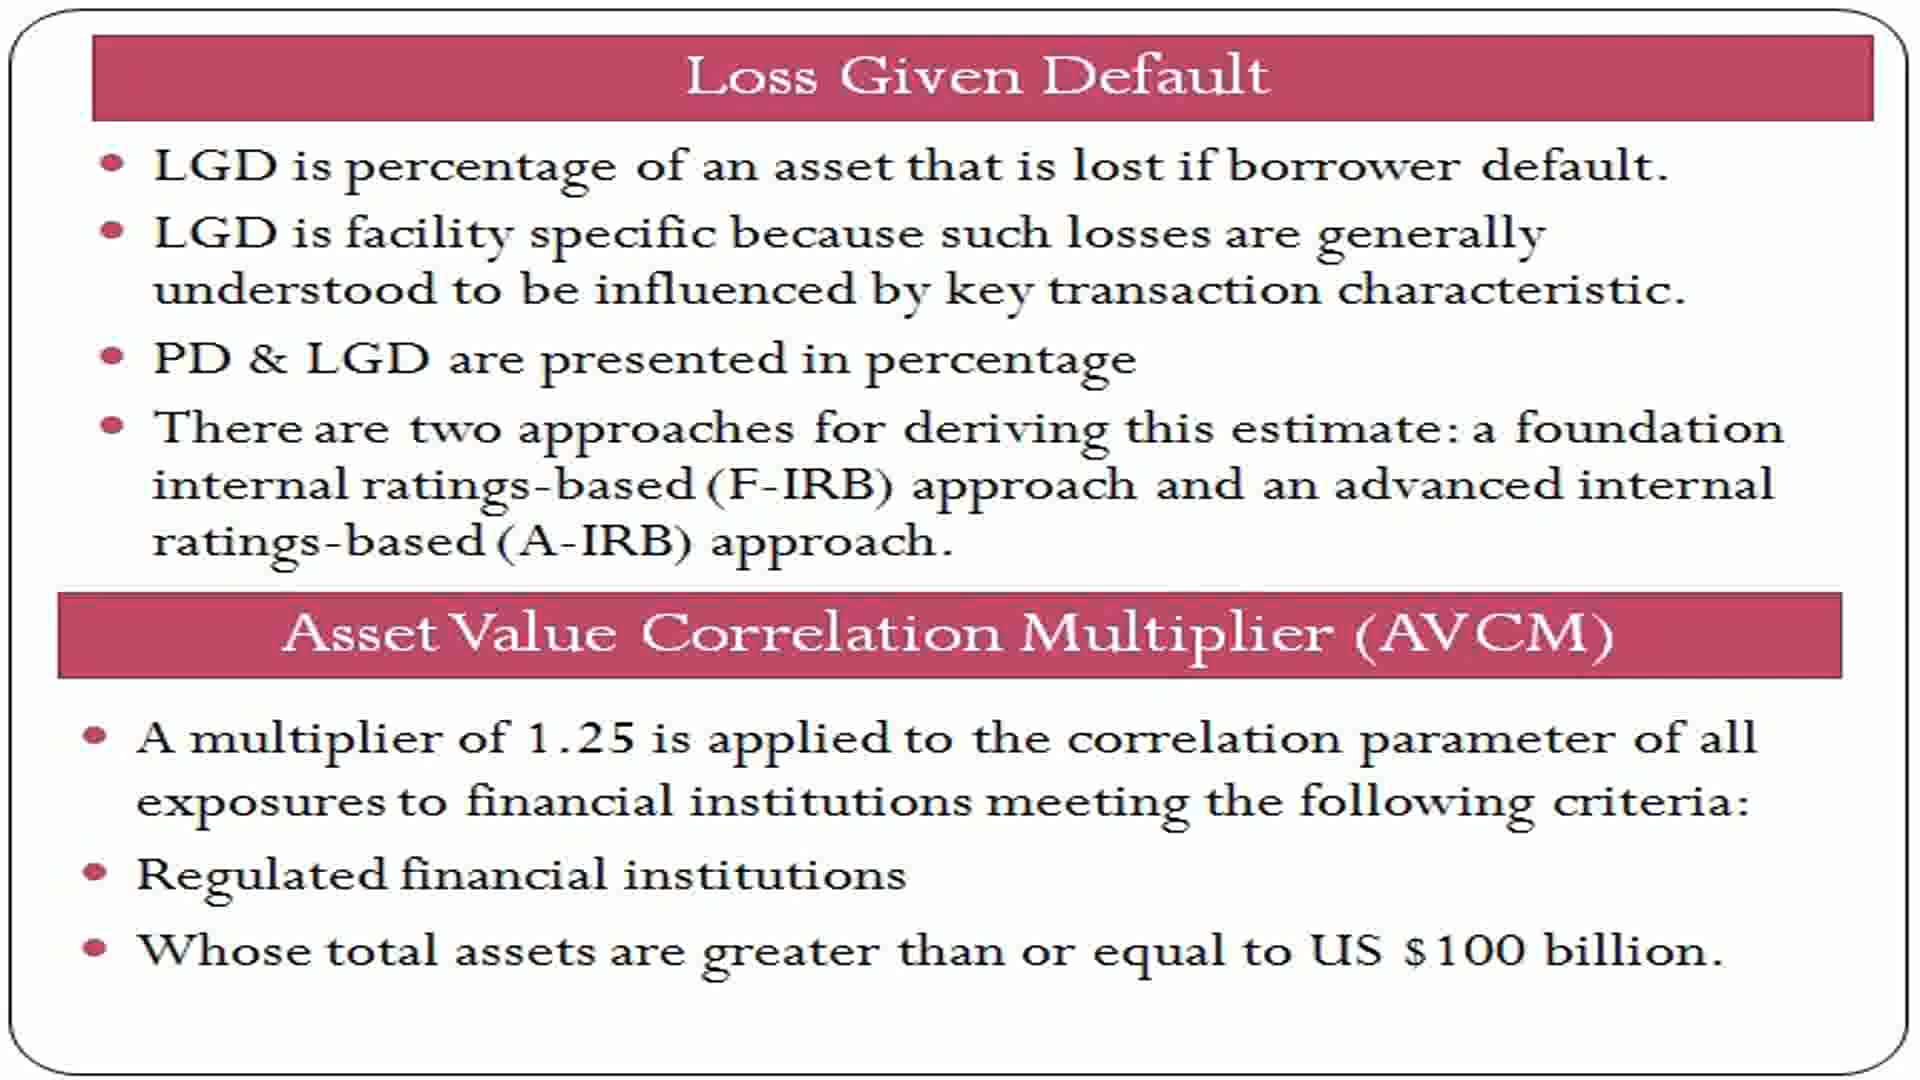 Loss Given Default
LGD is percentage of an asset that is lost if borrower default.
LGD is facility specific because such losses are generally
understood to be influenced by key transaction characteristic.
PD & LGD are presented in percentage
There are two approaches for deriving this estimate: a foundation
internal ratings-based (F-IRB) approach and an advanced internal
ratings-based (A-IRB) approach.
Asset Value Correlation Multiplier (AVCM)
A multiplier of 1.25 is applied to the correlation parameter of all
exposures to financial institutions meeting the following criteria:
Regulated financial institutions
Whose total assets are greater than or equal to US $100 billion.